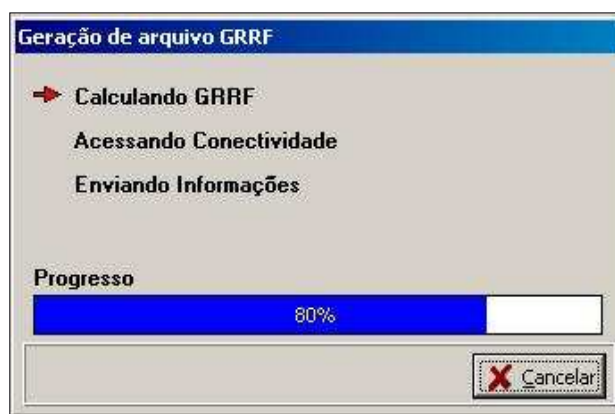 Geração de arquivo GRRF
Calculando GRRF
Acessando Conectividade
Enviando Informações
Progresso
80%
Cancelar